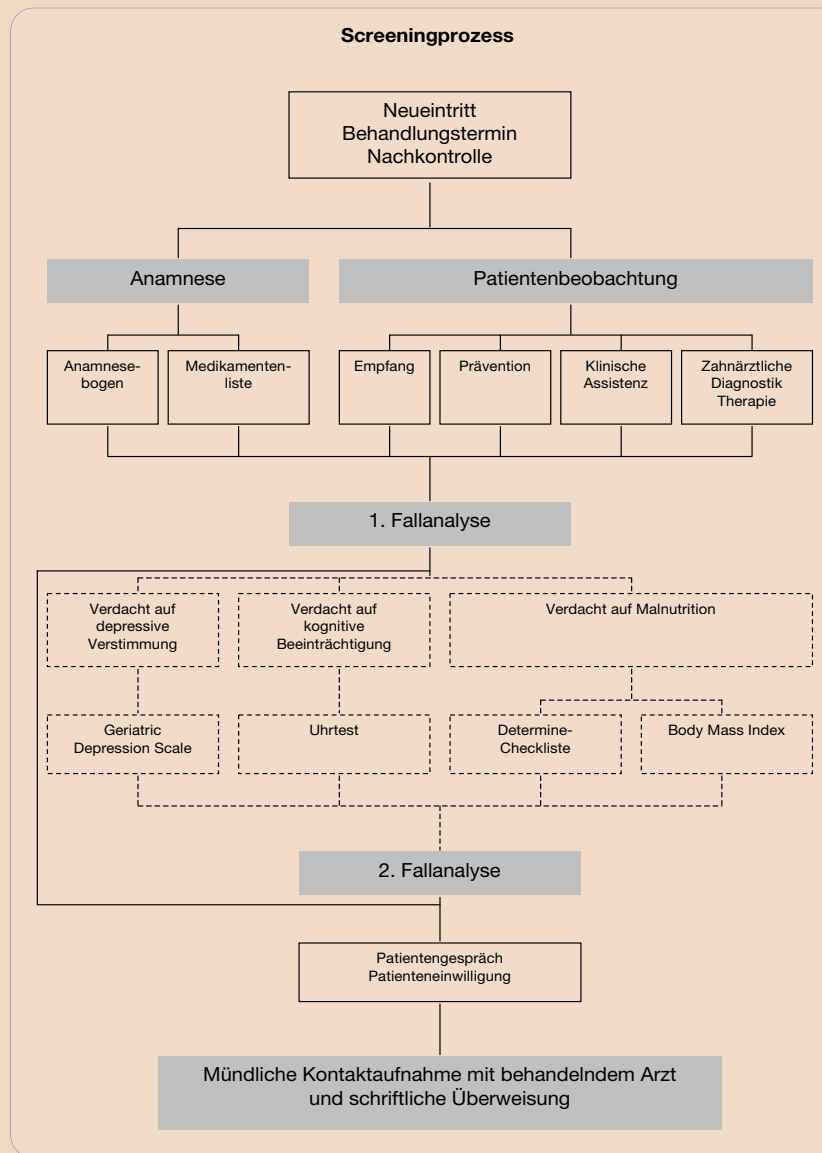 Screeningprozess
Neueintritt
Behandlungstermin
Nachkontrolle
Anamnese
Patientenbeobachtung
Anamnese-
bogen
Medikamenten-
liste
Empfang
Prävention
Klinische
Assistenz
Zahnärztliche
Diagnostik
Therapie
1. Fallanalyse
Verdacht auf
depressive
Verstimmung
Verdacht auf
kognitive
Beeinträchtigung
Verdacht auf Malnutrition
Geriatric
Depression Scale
Uhrtest
Determine-
Checkliste
Body Mass Index
2. Fallanalyse
Patientengespräch
Patienteneinwilligung
Mündliche Kontaktaufnahme mit behandelndem Arzt
und schriftliche Überweisung